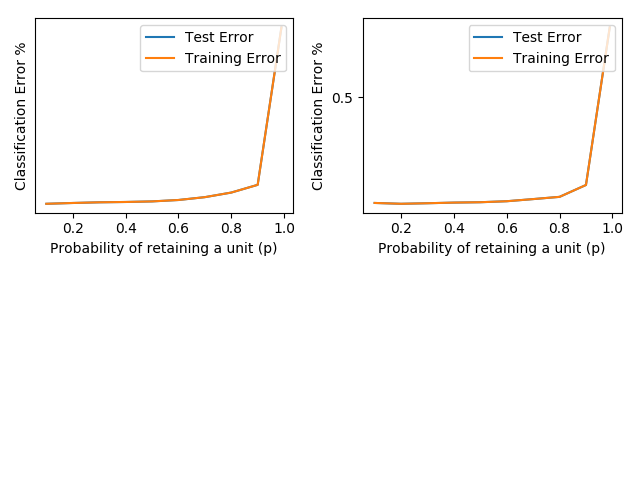 Classification Error %
Test Error
Training Error
0.2 0.4 0.6 0.8 1.0
Probability of retaining a unit (p)
Classification Error %
0.5
Test Error
Training Error
0.2 0.4 0.6 0.8 1.0
Probability of retaining a unit (p)